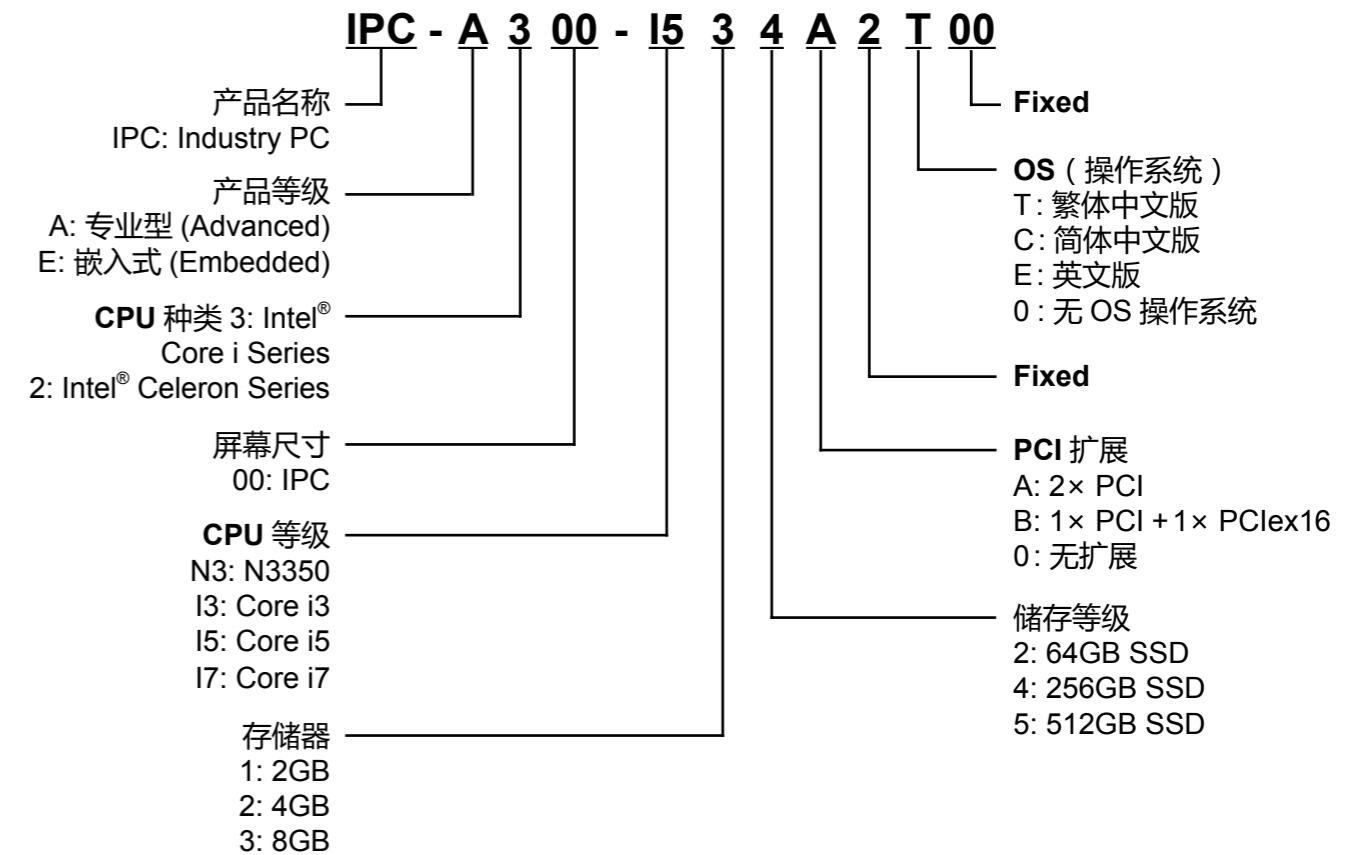 IPC - A 3 00 - I5 3 4 A 2 T 00
产品名称
IPC: Industry PC
产品等级
A: 专业型 (Advanced)
E: 嵌入式 (Embedded)
CPU 种类 3: Intel®
Core i Series
2: Intel® Celeron Series
屏幕尺寸
00: IPC
CPU 等级
N3: N3350
I3: Core i3
I5: Core i5
I7: Core i7
存储器
1: 2GB
2: 4GB
3: 8GB
Fixed
OS（操作系统）
T: 繁体中文版
C: 简体中文版
E: 英文版
0: 无 OS 操作系统
Fixed
PCI 扩展
A: 2× PCI
B: 1× PCI +1× PCIex16
0: 无扩展
储存等级
2: 64GB SSD
4: 256GB SSD
5: 512GB SSD